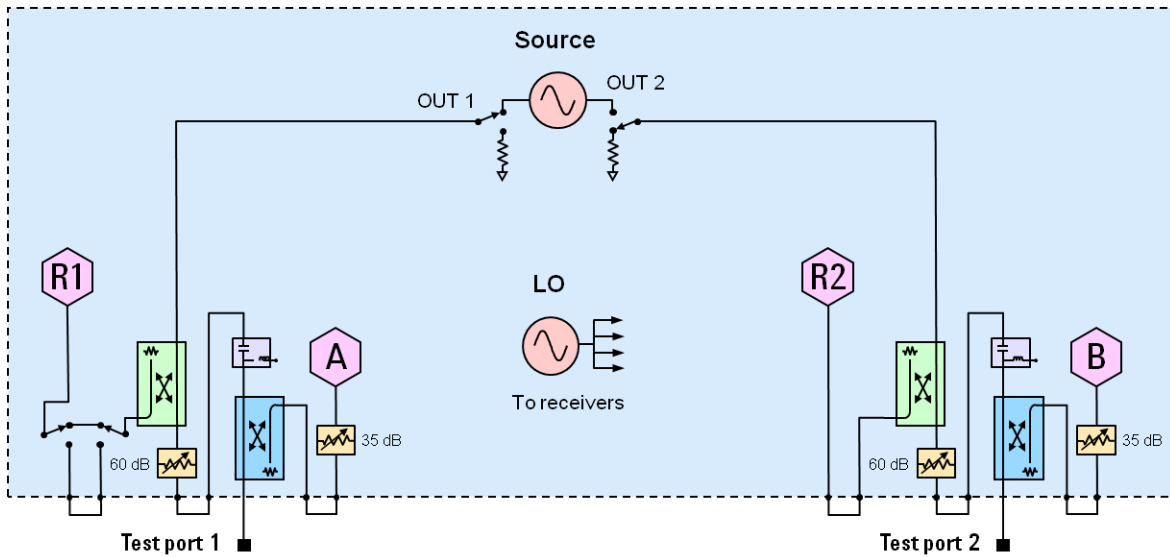 Source
OUT 1
OUT 2
R1
R2
LO
A
B
To receivers
35 dB
35 dB
60 dB
60 dB
Test port 1
Test port 2